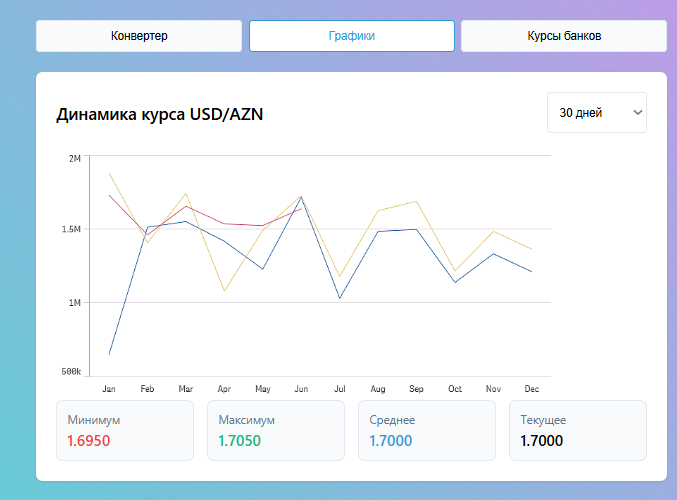 Конвертер
Графики
Курсы банков
Динамика курса USD/AZN
30 дней
2M
1.5M
1M
500k
Jan Feb Mar Apr May Jun Jul Aug Sep Oct Nov Dec
Минимум
1.6950
Максимум
1.7050
Среднее
1.7000
Текущее
1.7000